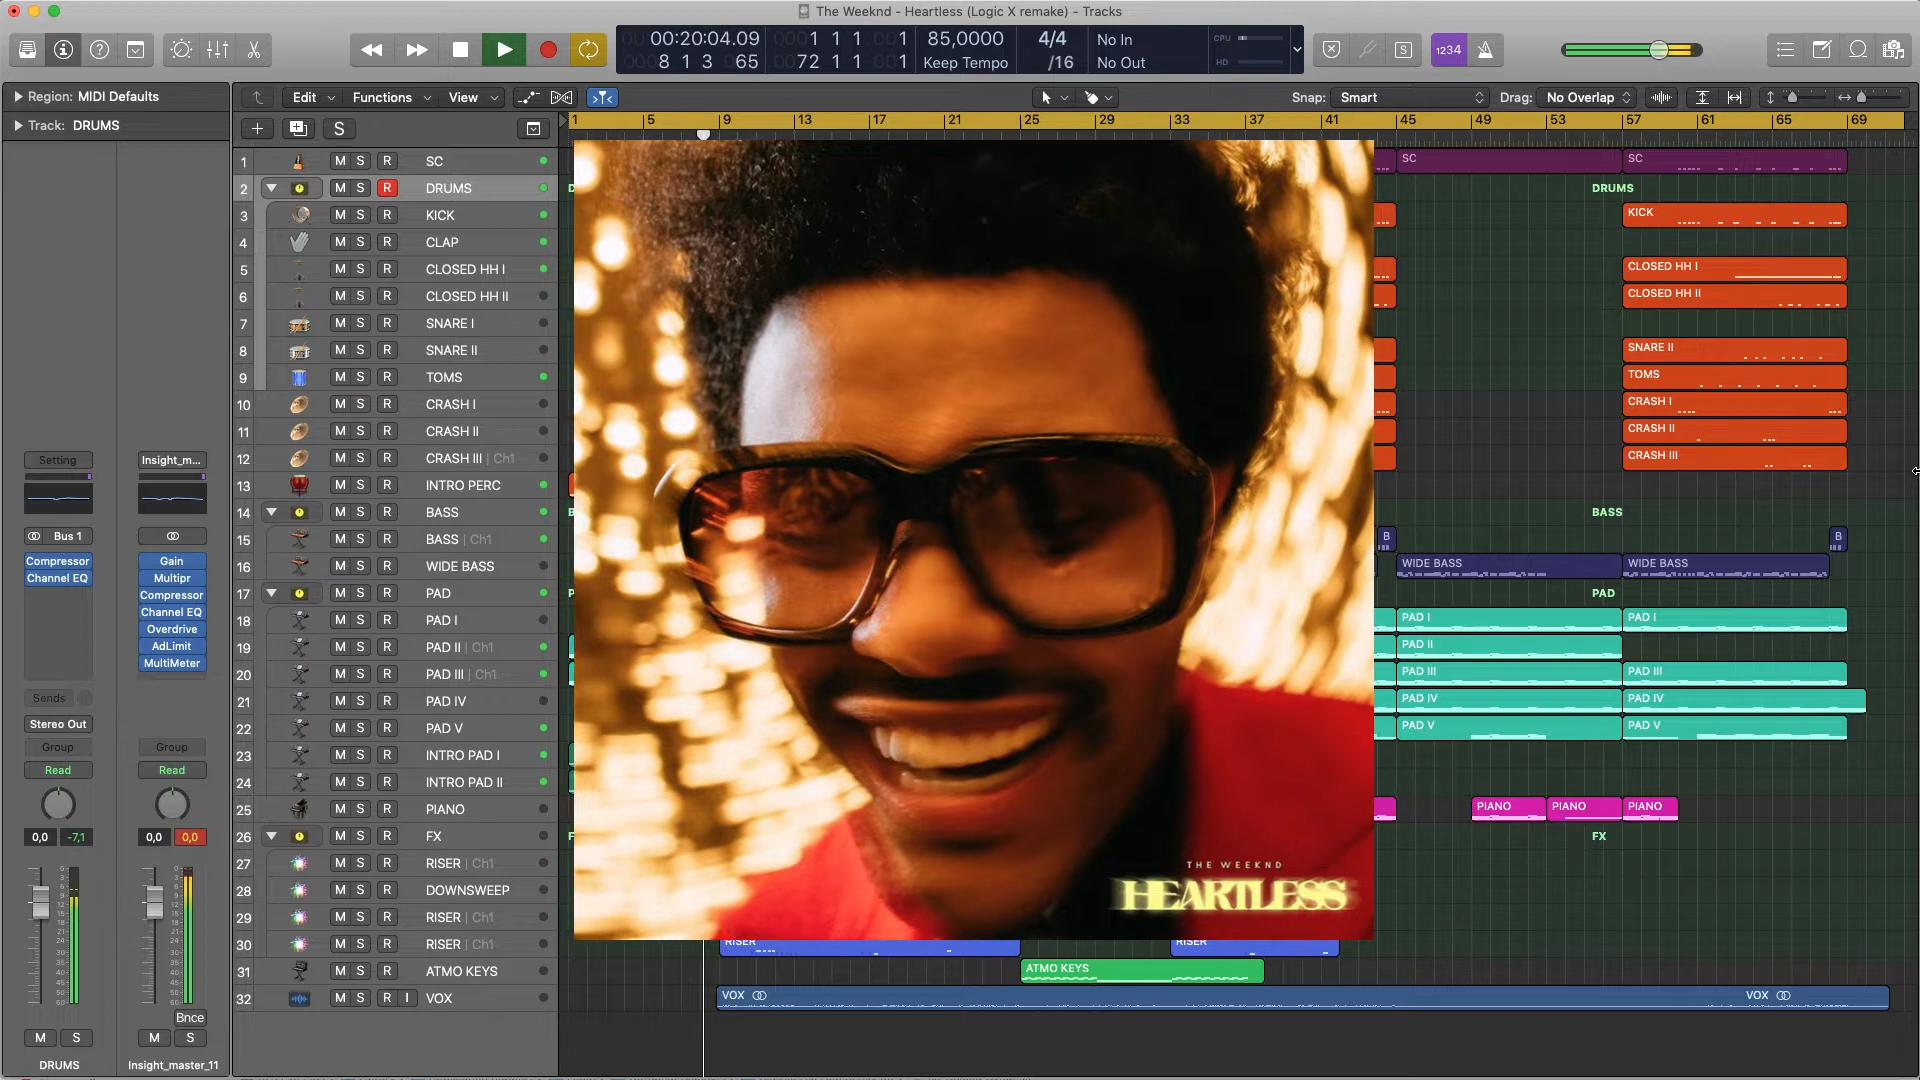 The Weeknd - Heartless (Logic X remake) - Tracks
00:20:04.09
8 1 3 65
1 1 1 1
72 1 1 1
85,0000
Keep Tempo
4/4
/16
No In
No Out
CPU
HD
S
1234
Region: MIDI Defaults
Track: DRUMS
Edit
Functions
View
Snap: Smart
Drag: No Overlap
S
1 5 9 13 17 21 25 29 33 37 41 45 49 53 57 61 65 69
1 M S R SC
2 M S R DRUMS
3 M S R KICK
4 M S R CLAP
5 M S R CLOSED HH I
6 M S R CLOSED HH II
7 M S R SNARE I
8 M S R SNARE II
9 M S R TOMS
10 M S R CRASH I
11 M S R CRASH II
12 M S R CRASH III | Ch1
13 M S R INTRO PERC
14 M S R BASS
15 M S R BASS | Ch1
16 M S R WIDE BASS
17 M S R PAD
18 M S R PAD I
19 M S R PAD II | Ch1
20 M S R PAD III | Ch1
21 M S R PAD IV
22 M S R PAD V
23 M S R INTRO PAD I
24 M S R INTRO PAD II
25 M S R PIANO
26 M S R FX
27 M S R RISER | Ch1
28 M S R DOWNSWEEP
29 M S R RISER | Ch1
30 M S R RISER | Ch1
31 M S R ATMO KEYS
32 M S R I VOX
SC SC
DRUMS
KICK
CLOSED HH I
CLOSED HH II
SNARE II
TOMS
CRASH I
CRASH II
CRASH III
BASS
B B
WIDE BASS WIDE BASS
PAD
PAD I PAD I
PAD II
PAD III PAD III
PAD IV PAD IV
PAD V PAD V
PIANO PIANO PIANO
FX
THE WEEKND
HEARTLESS
RISER RISER
ATMO KEYS
VOX VOX
Setting
Bus 1
Compressor
Channel EQ
Sends
Stereo Out
Group
Read
0,0 -7,1
M S
DRUMS
Insight_m...
Gain
Multipr
Compressor
Channel EQ
Overdrive
AdLimit
MultiMeter
Group
Read
0,0 0,0
Bnce
M S
Insight_master_11